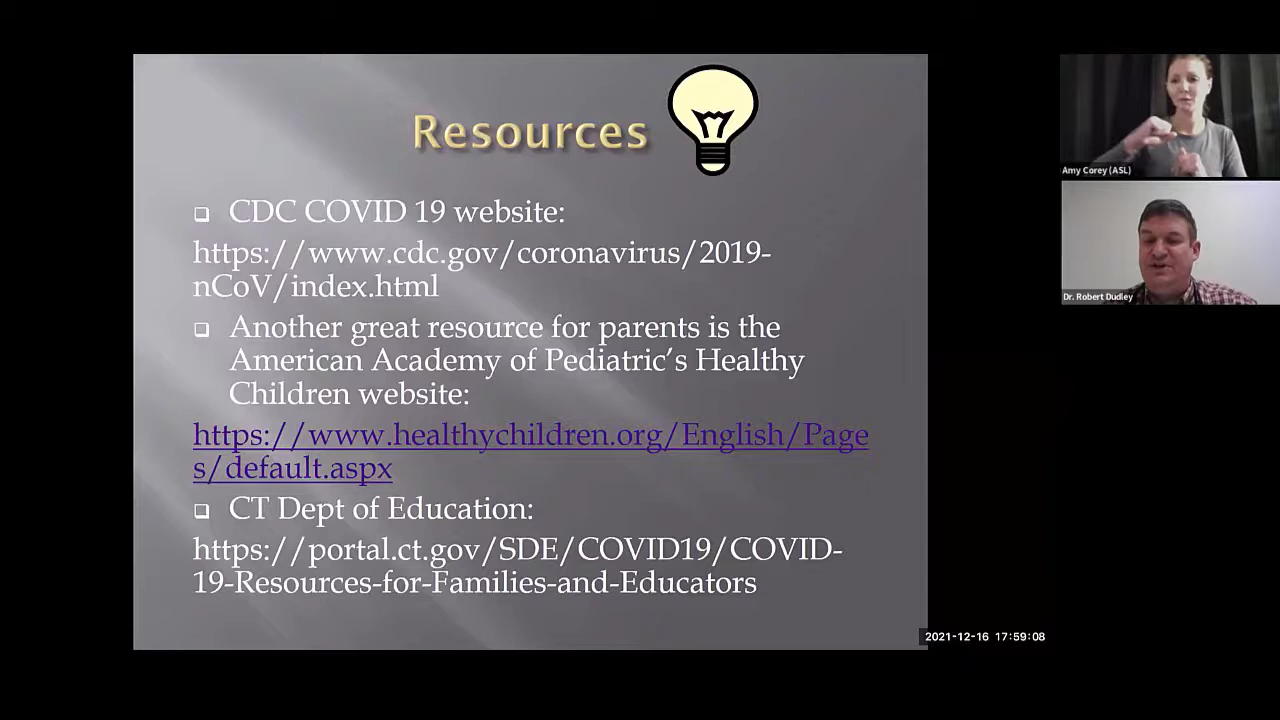 Resources
CDC COVID 19 website:
https://www.cdc.gov/coronavirus/2019-
nCoV/index.html
Another great resource for parents is the
American Academy of Pediatric’s Healthy
Children website:
https://www.healthychildren.org/English/Page
s/default.aspx
CT Dept of Education:
https://portal.ct.gov/SDE/COVID19/COVID-
19-Resources-for-Families-and-Educators
Amy Corey (ASL)
Dr. Robert Dudley
2021-12-16 17:59:08